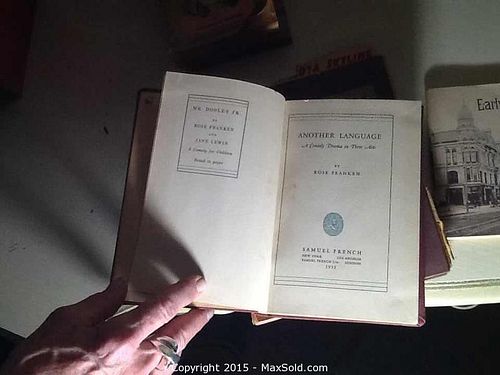 MR. DOOLEY, JR.
BY
ROSE FRANKEN
AND
JANE LEWIN
A Comedy for Children
Bound in paper
ANOTHER LANGUAGE
A Comedy Drama in Three Acts
BY
ROSE FRANKEN
SAMUEL FRENCH
NEW YORK LOS ANGELES
SAMUEL FRENCH Ltd. LONDON
1932
Earl
Copyright 2015 - MaxSold.com